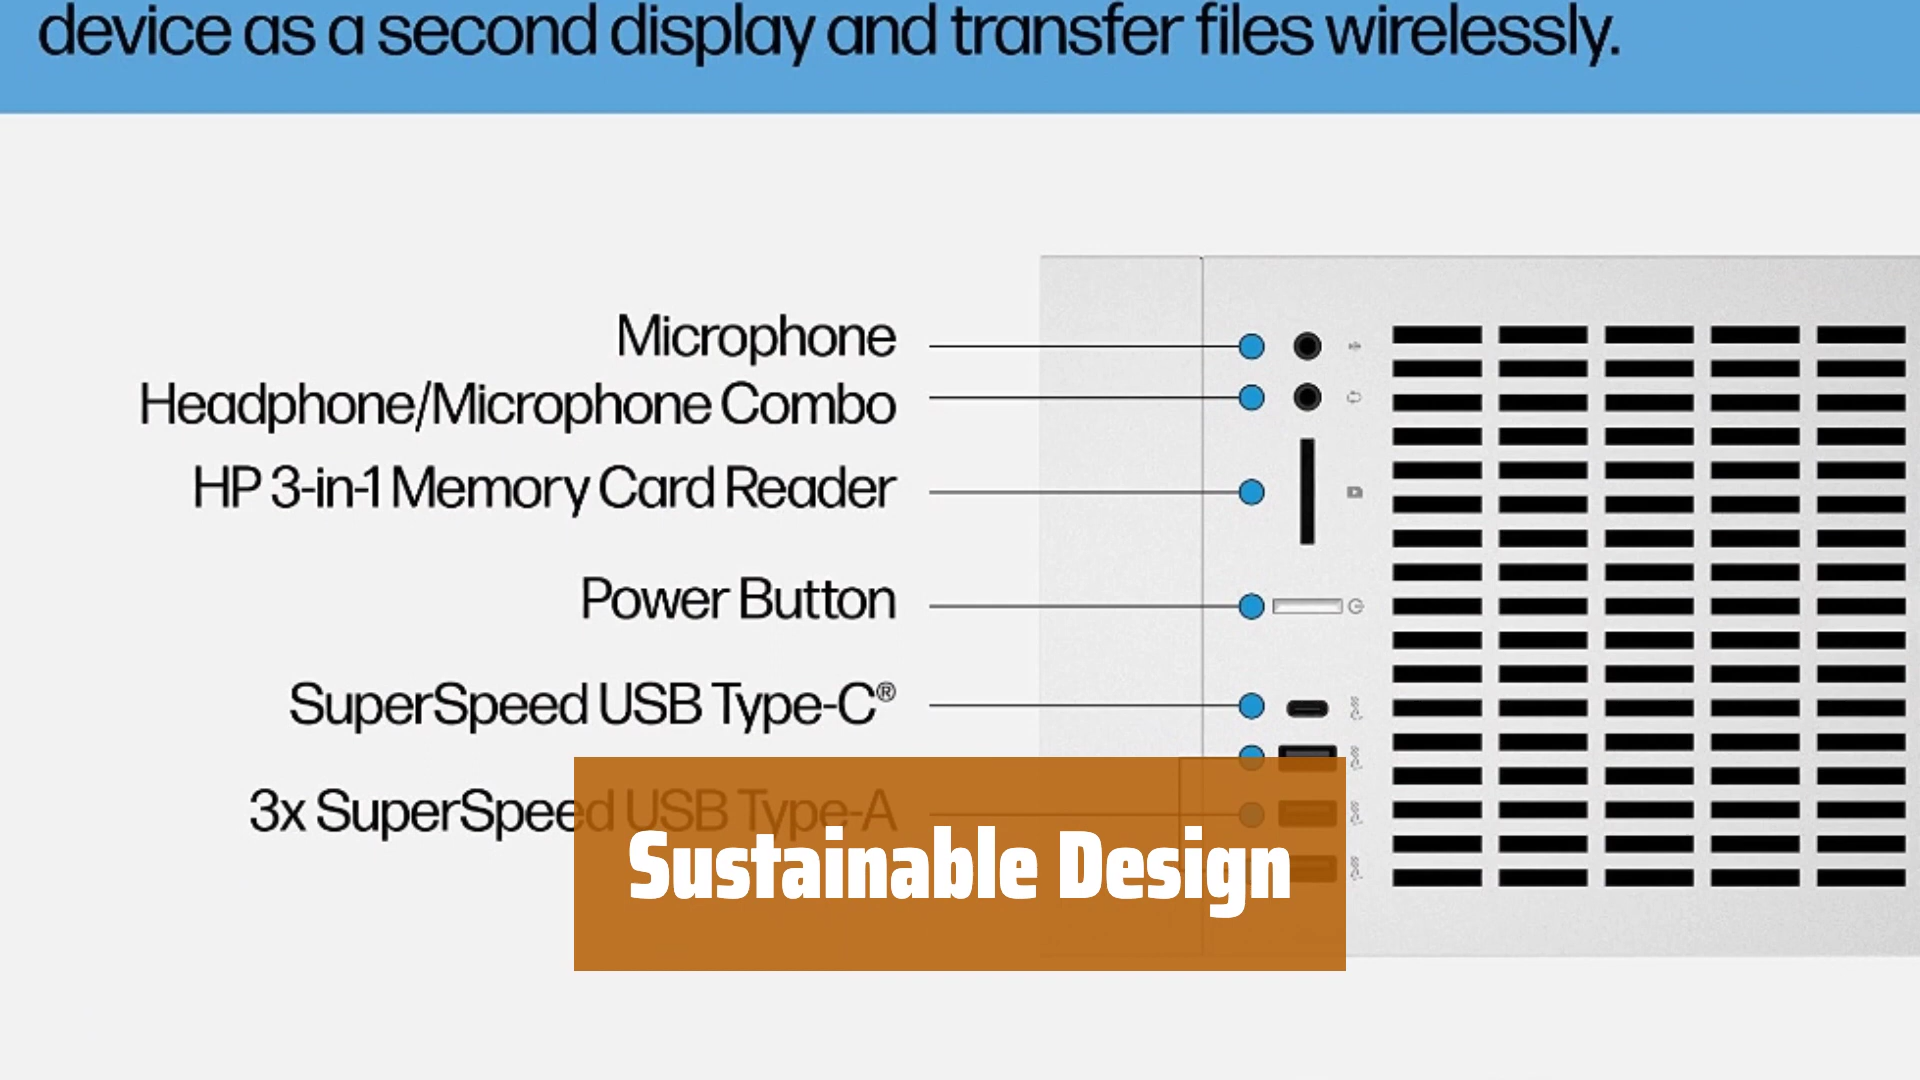 device as a second display and transfer files wirelessly.
Microphone
Headphone/Microphone Combo
HP 3-in-1 Memory Card Reader
Power Button
SuperSpeed USB Type-C®
3x SuperSpeed USB Type-A
Sustainable Design